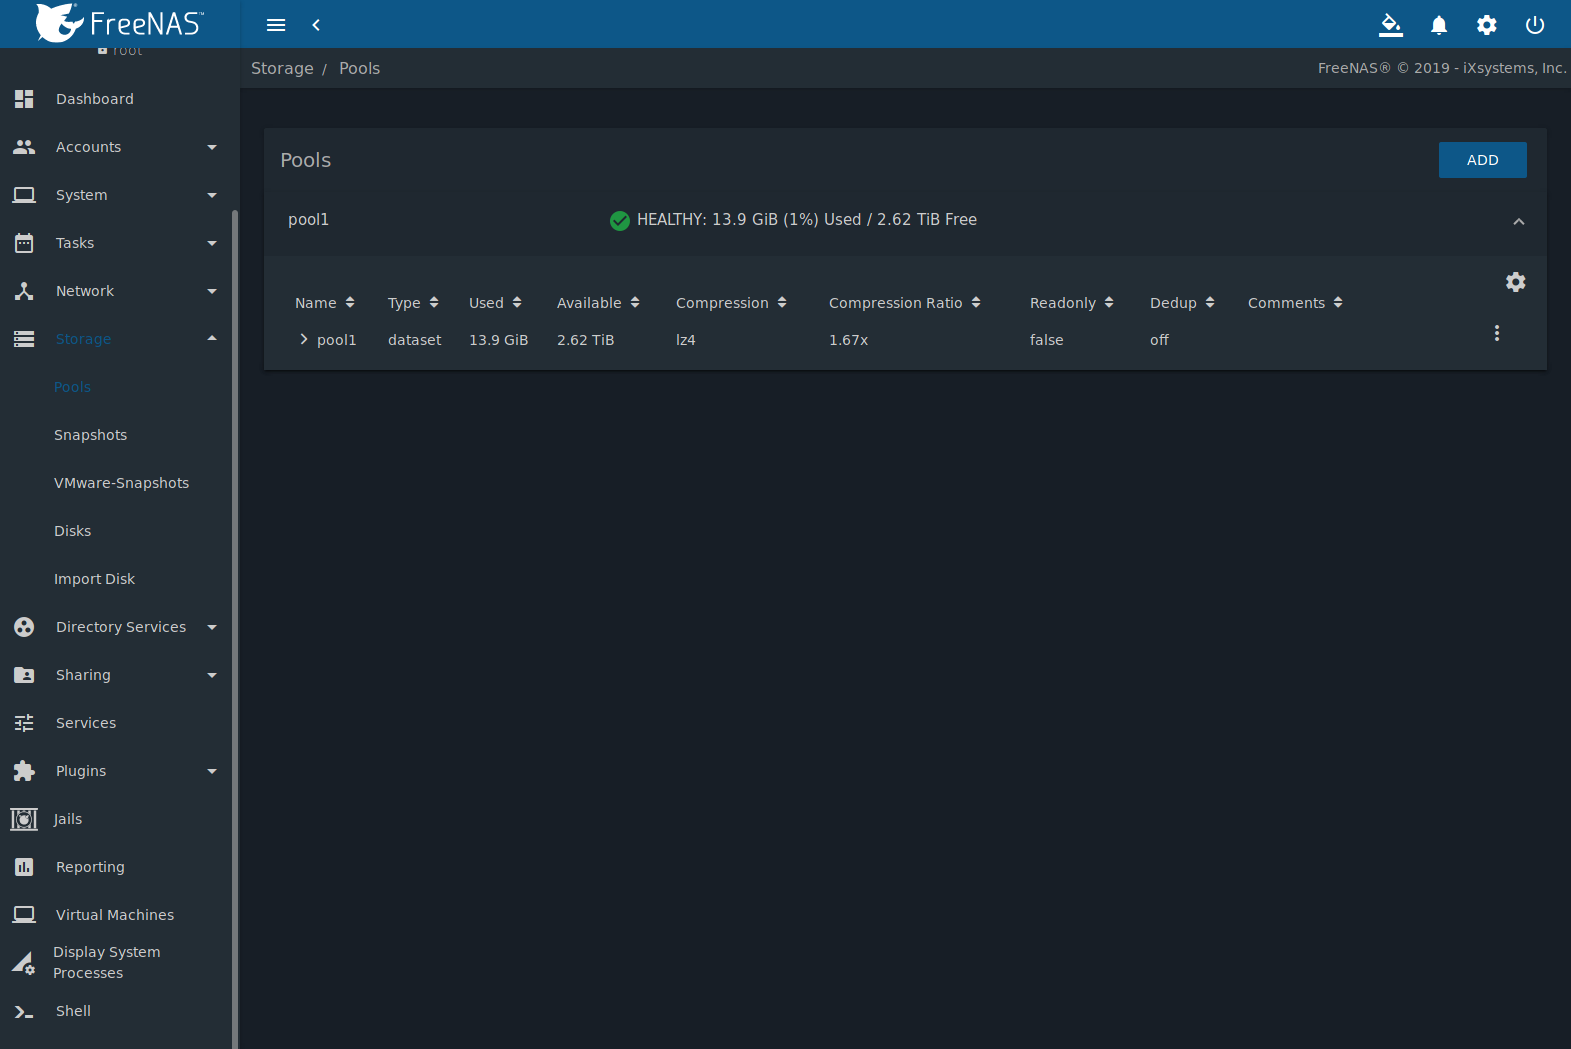 FreeNAS™
root
Storage / Pools
FreeNAS® © 2019 - iXsystems, Inc.
Dashboard
Accounts
System
Tasks
Network
Storage
Pools
Snapshots
VMware-Snapshots
Disks
Import Disk
Directory Services
Sharing
Services
Plugins
Jails
Reporting
Virtual Machines
Display System
Processes
Shell
Pools
ADD
pool1 HEALTHY: 13.9 GiB (1%) Used / 2.62 TiB Free
Name Type Used Available Compression Compression Ratio Readonly Dedup Comments
pool1 dataset 13.9 GiB 2.62 TiB lz4 1.67x false off